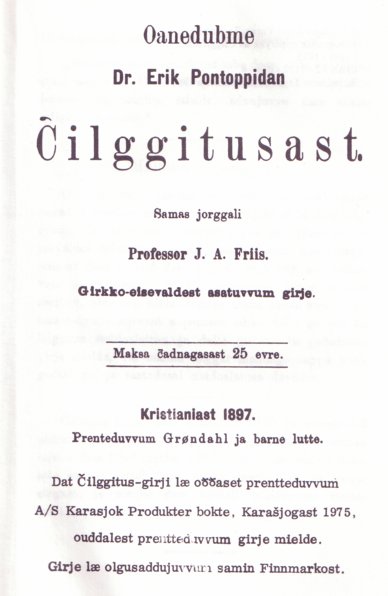 Oanedubme
Dr. Erik Pontoppidan
Čilggitusast.
Samas jorggali
Professor J. A. Friis.
Girkko-eisevaldest asatuvvum girje.
Maksa čadnagasast 25 evre.
Kristianiast 1897.
Prenteduvvum Grøndahl ja barne lutte.
Dat Čilggitus-girji læ oððaset prentteduvvum
A/S Karasjok Produkter bokte, Karašjogast 1975,
ouddalest prentteduvvum girje mielde.
Girje læ olgusaddujuvvum samin Finnmarkost.